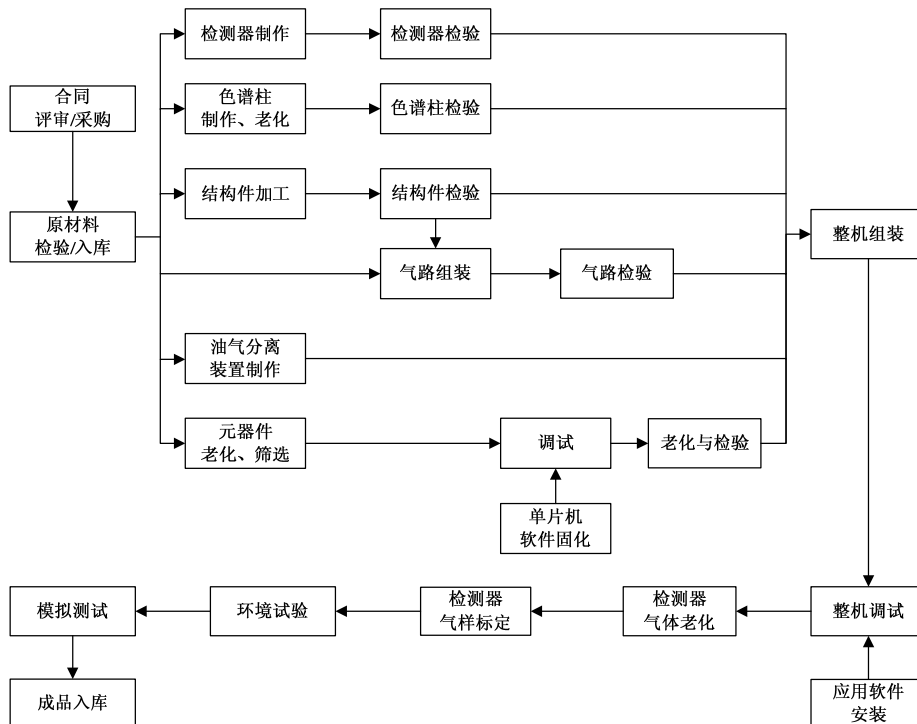 检测器制作
检测器检验
合同
评审/采购
色谱柱
制作、老化
色谱柱检验
结构件加工
结构件检验
原材料
检验/入库
整机组装
气路组装
气路检验
油气分离
装置制作
元器件
老化、筛选
调试
老化与检验
单片机
软件固化
模拟测试
环境试验
检测器
气样标定
检测器
气体老化
整机调试
成品入库
应用软件
安装